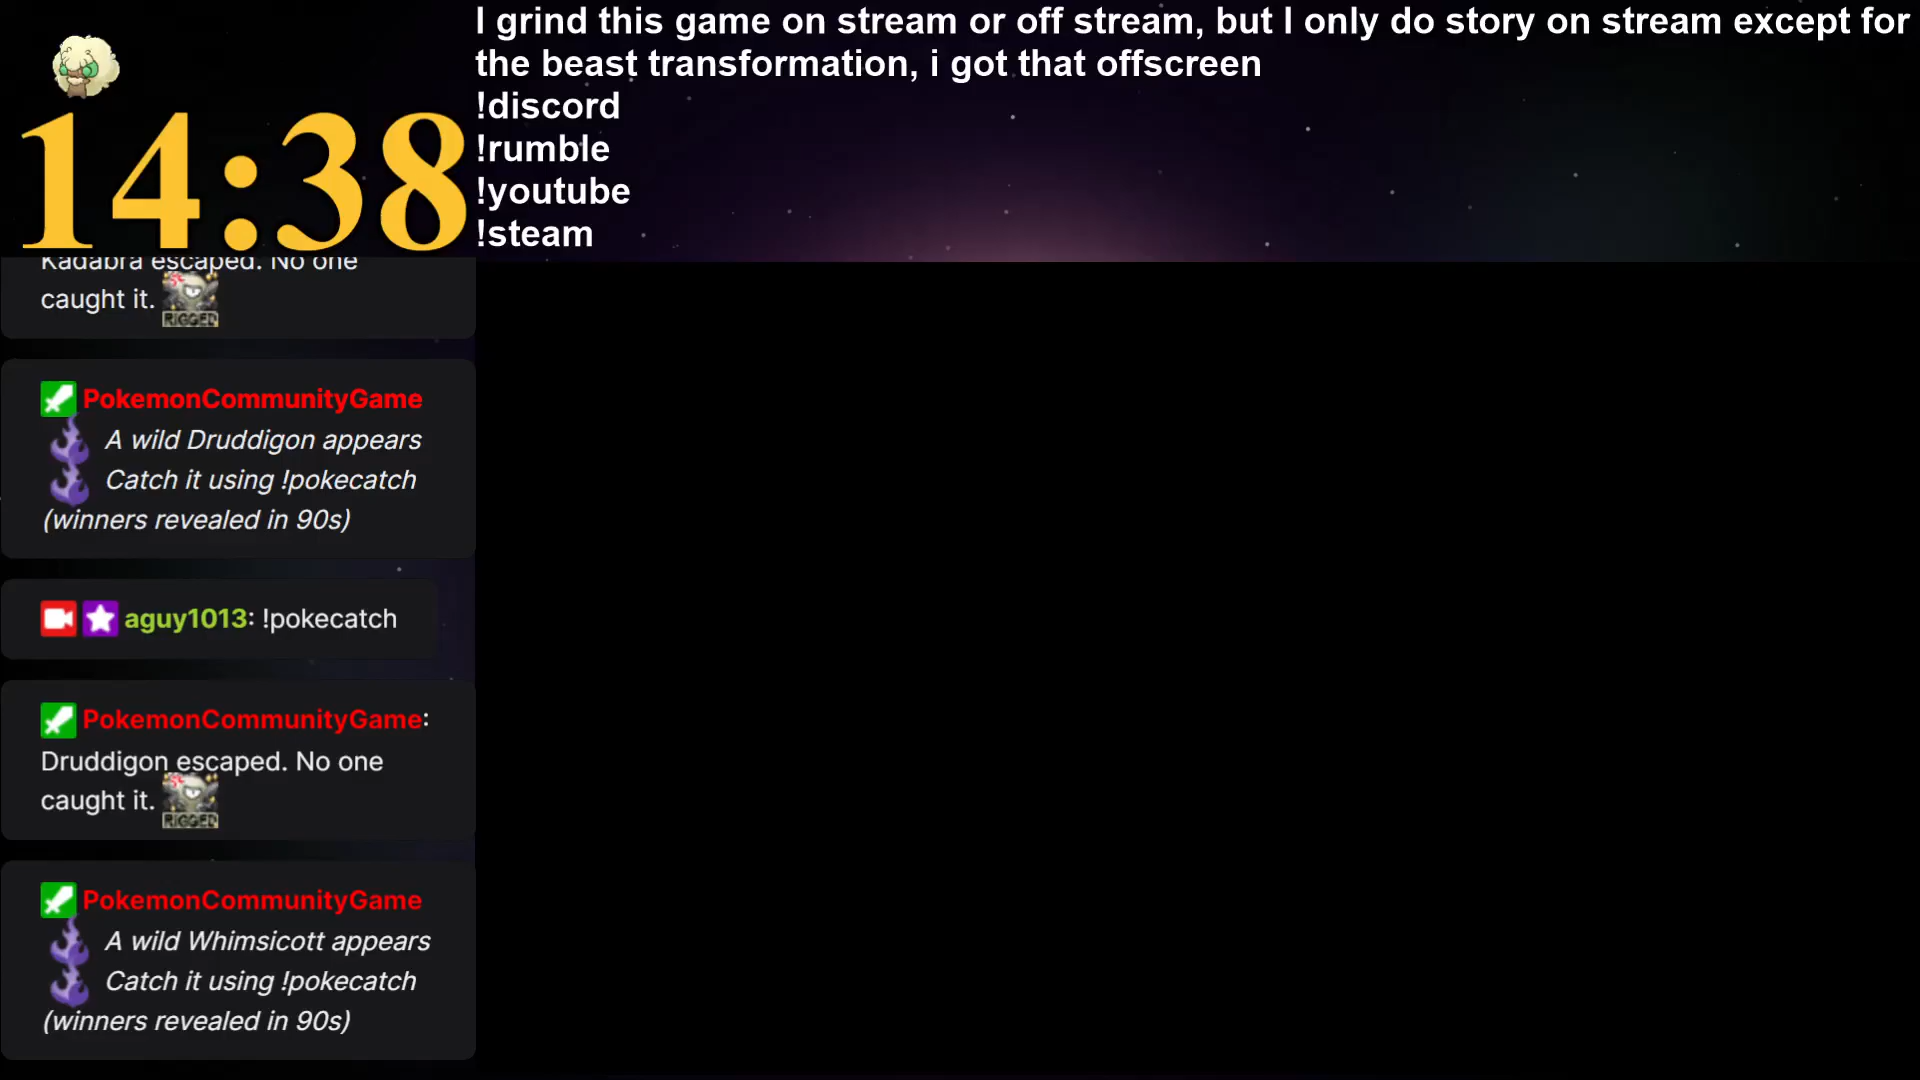 I grind this game on stream or off stream, but I only do story on stream except for
the beast transformation, i got that offscreen
!discord
!rumble
!youtube
!steam
14:38
Kadabra escaped. No one
caught it.
RIGGED
PokemonCommunityGame
A wild Druddigon appears
Catch it using !pokecatch
(winners revealed in 90s)
aguy1013: !pokecatch
PokemonCommunityGame:
Druddigon escaped. No one
caught it.
RIGGED
PokemonCommunityGame
A wild Whimsicott appears
Catch it using !pokecatch
(winners revealed in 90s)